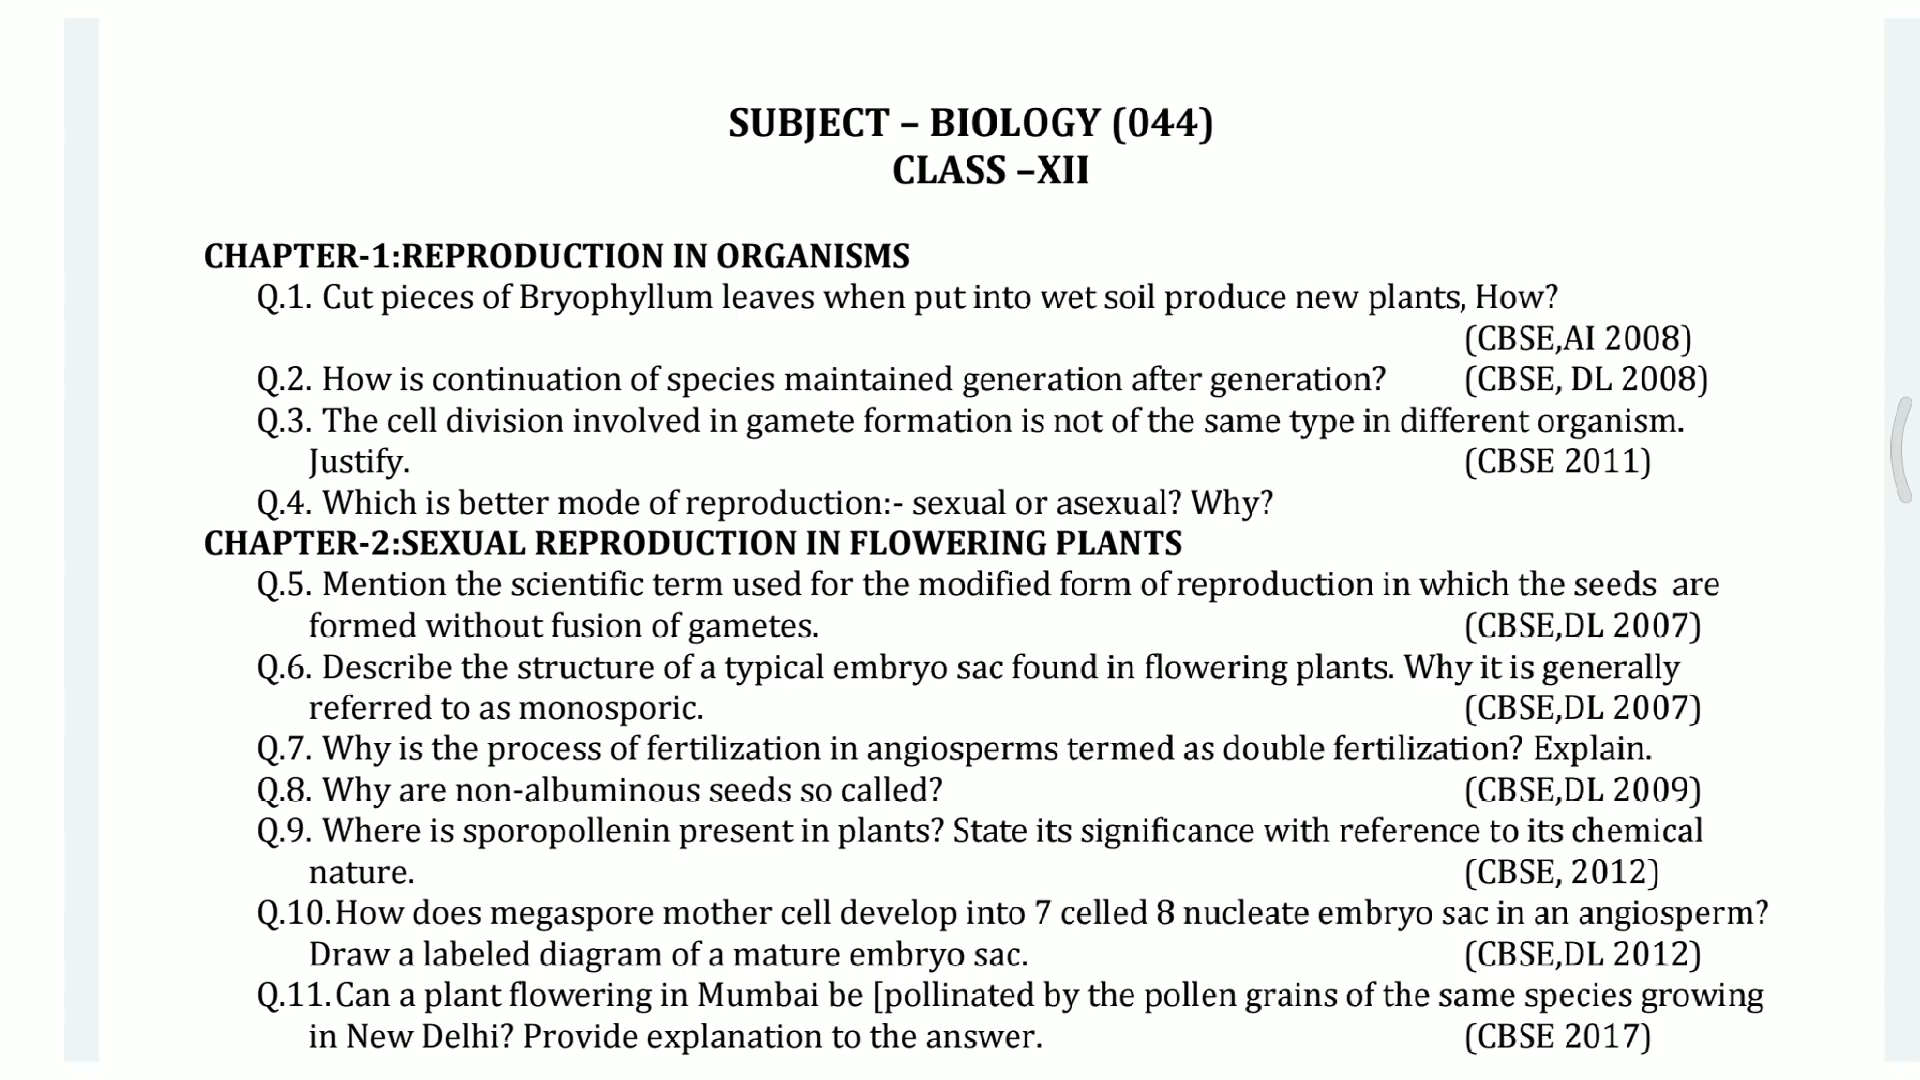 SUBJECT – BIOLOGY (044)
CLASS –XII
CHAPTER-1:REPRODUCTION IN ORGANISMS
Q.1. Cut pieces of Bryophyllum leaves when put into wet soil produce new plants, How?
(CBSE,AI 2008)
Q.2. How is continuation of species maintained generation after generation? (CBSE, DL 2008)
Q.3. The cell division involved in gamete formation is not of the same type in different organism.
Justify. (CBSE 2011)
Q.4. Which is better mode of reproduction:- sexual or asexual? Why?
CHAPTER-2:SEXUAL REPRODUCTION IN FLOWERING PLANTS
Q.5. Mention the scientific term used for the modified form of reproduction in which the seeds are
formed without fusion of gametes. (CBSE,DL 2007)
Q.6. Describe the structure of a typical embryo sac found in flowering plants. Why it is generally
referred to as monosporic. (CBSE,DL 2007)
Q.7. Why is the process of fertilization in angiosperms termed as double fertilization? Explain.
Q.8. Why are non-albuminous seeds so called? (CBSE,DL 2009)
Q.9. Where is sporopollenin present in plants? State its significance with reference to its chemical
nature. (CBSE, 2012)
Q.10.How does megaspore mother cell develop into 7 celled 8 nucleate embryo sac in an angiosperm?
Draw a labeled diagram of a mature embryo sac. (CBSE,DL 2012)
Q.11.Can a plant flowering in Mumbai be [pollinated by the pollen grains of the same species growing
in New Delhi? Provide explanation to the answer. (CBSE 2017)